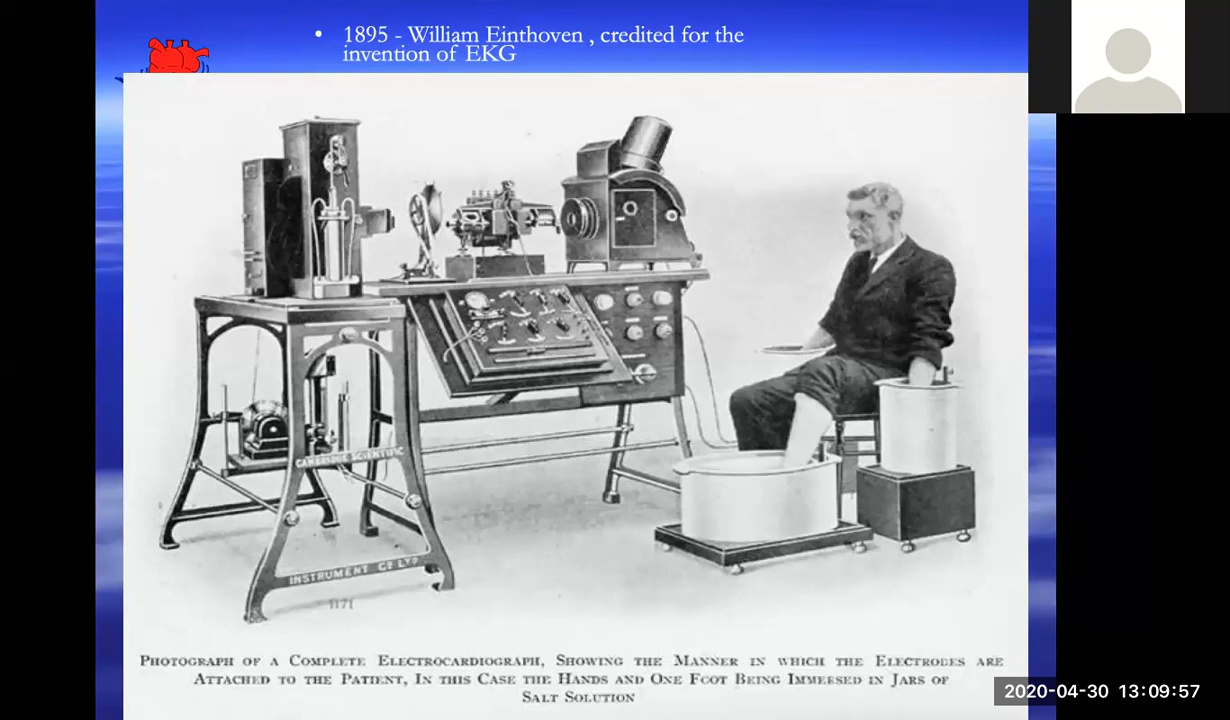 • 1895 - William Einthoven , credited for the
invention of EKG
CAMBRIDGE SCIENTIFIC
INSTRUMENT Co LTD
1171
PHOTOGRAPH OF A COMPLETE ELECTROCARDIOGRAPH, SHOWING THE MANNER IN WHICH THE ELECTRODES ARE
ATTACHED TO THE PATIENT, IN THIS CASE THE HANDS AND ONE FOOT BEING IMMERSED IN JARS OF
SALT SOLUTION
2020-04-30 13:09:57